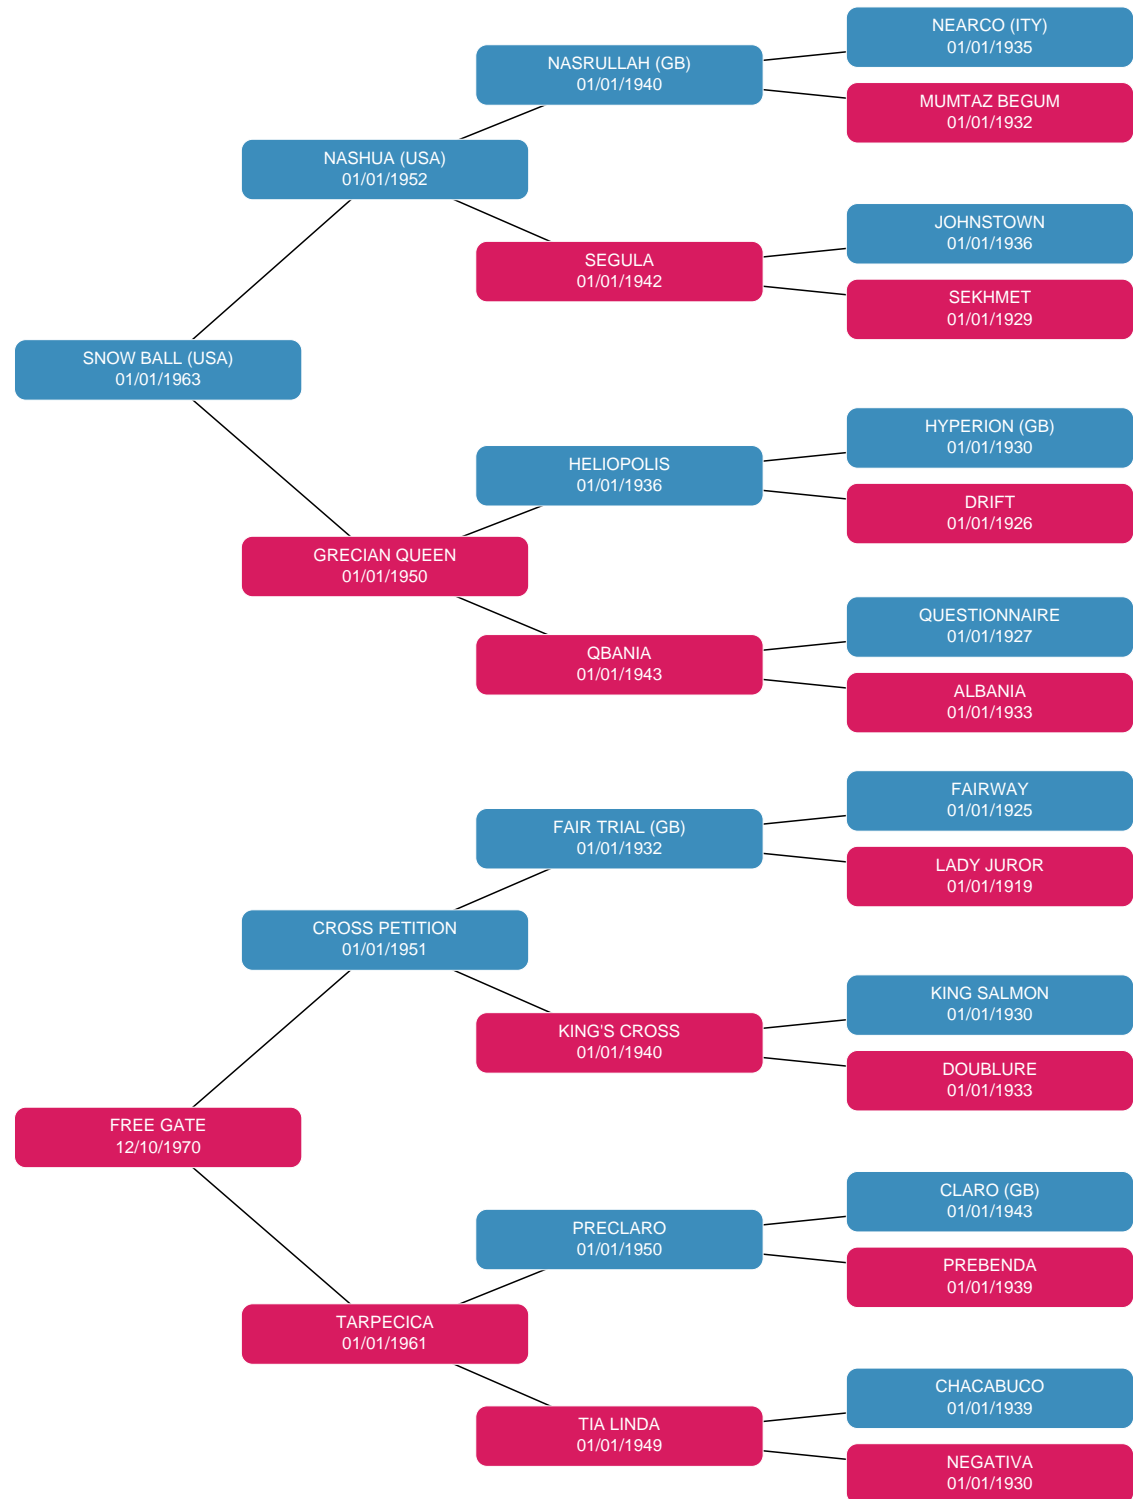 NEARCO (ITY)
01/01/1935
NASRULLAH (GB)
01/01/1940
MUMTAZ BEGUM
01/01/1932
NASHUA (USA)
01/01/1952
JOHNSTOWN
01/01/1936
SEGULA
01/01/1942
SEKHMET
01/01/1929
SNOW BALL (USA)
01/01/1963
HYPERION (GB)
01/01/1930
HELIOPOLIS
01/01/1936
DRIFT
01/01/1926
GRECIAN QUEEN
01/01/1950
QUESTIONNAIRE
01/01/1927
QBANIA
01/01/1943
ALBANIA
01/01/1933
FAIRWAY
01/01/1925
FAIR TRIAL (GB)
01/01/1932
LADY JUROR
01/01/1919
CROSS PETITION
01/01/1951
KING SALMON
01/01/1930
KING'S CROSS
01/01/1940
DOUBLURE
01/01/1933
FREE GATE
12/10/1970
CLARO (GB)
01/01/1943
PRECLARO
01/01/1950
PREBENDA
01/01/1939
TARPECICA
01/01/1961
CHACABUCO
01/01/1939
TIA LINDA
01/01/1949
NEGATIVA
01/01/1930